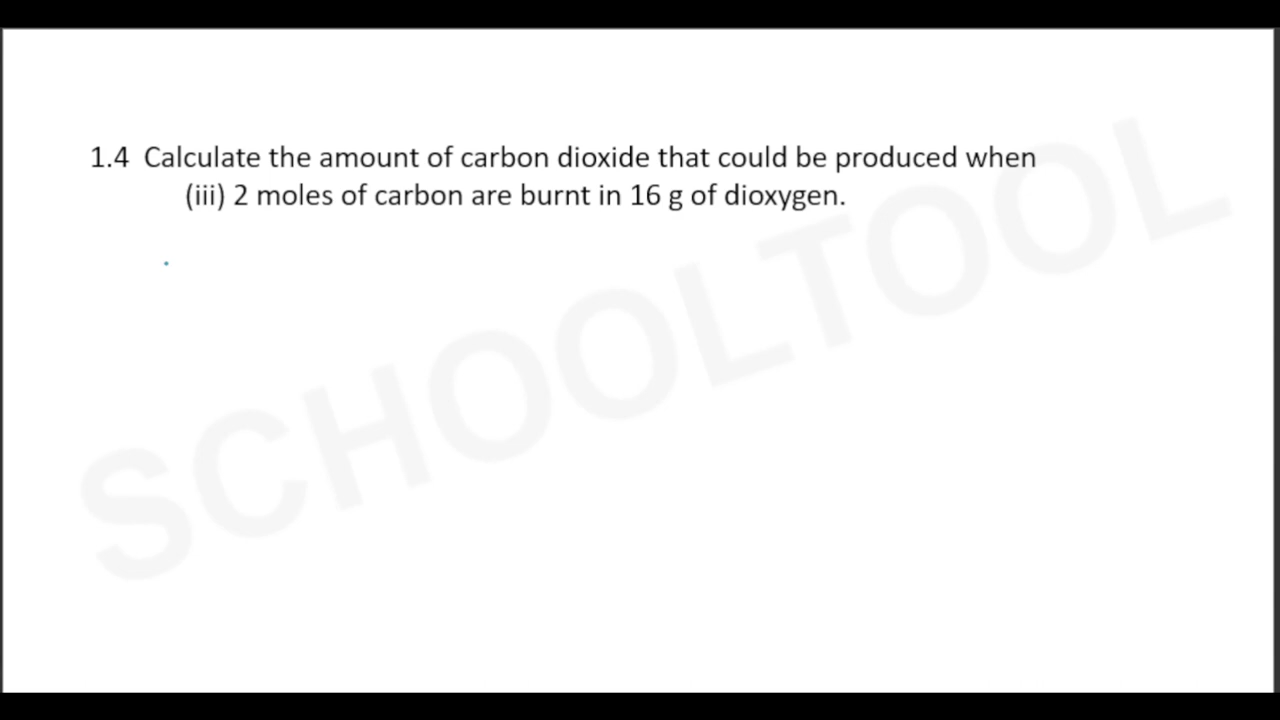 1.4 Calculate the amount of carbon dioxide that could be produced when
(iii) 2 moles of carbon are burnt in 16 g of dioxygen.
SCHOOLTOOL